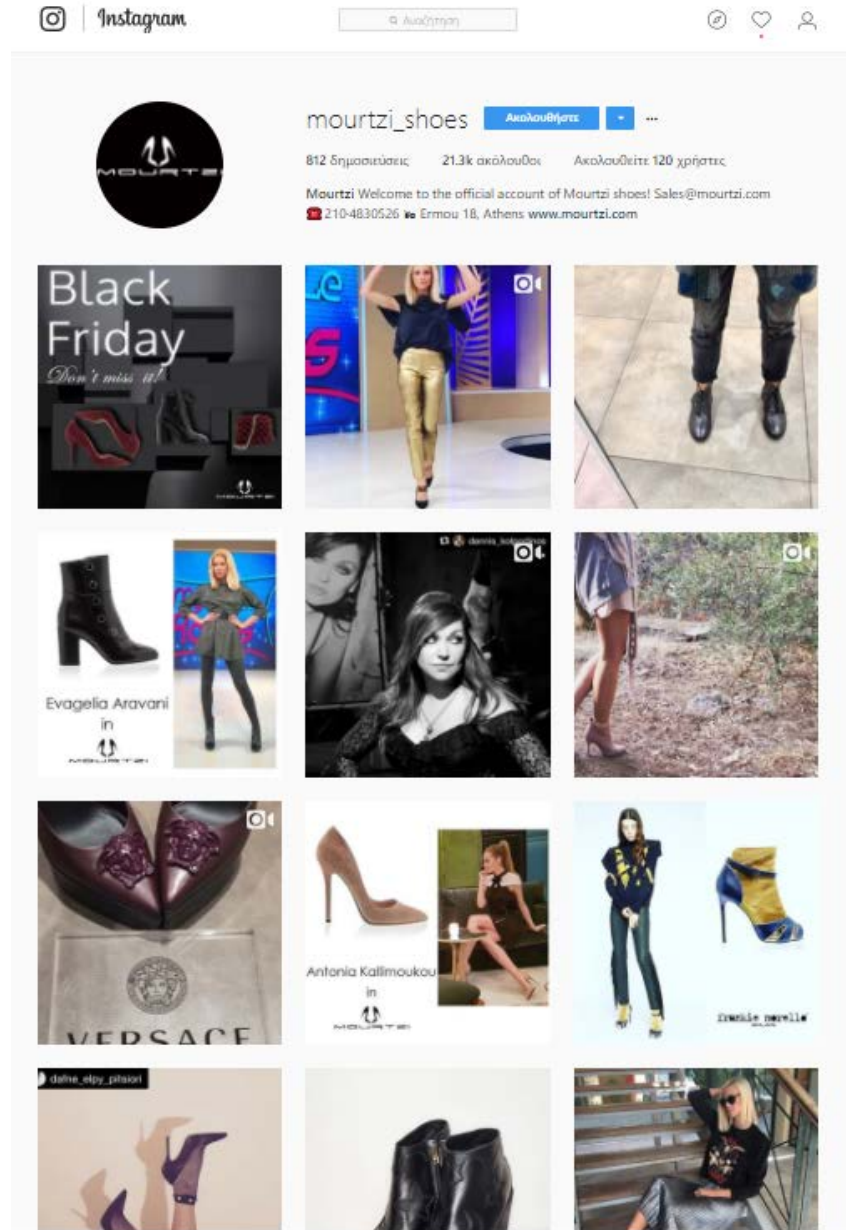 Instagram
Αναζήτηση
mourtzi_shoes Ακολουθήστε
812 δημοσιεύσεις 21.3k ακόλουθοι Ακολουθείτε 120 χρήστες
Mourtzi Welcome to the official account of Mourtzi shoes! Sales@mourtzi.com
210-4830526 Ermou 18, Athens www.mourtzi.com
Black
Friday
Don't miss it!
MOURTZI
Evagelia Aravani
in
MOURTZI
VERSACE
Antonia Kallimoukou
in
MOURTZI
frankie morello
dafne_elpy_pitsiori